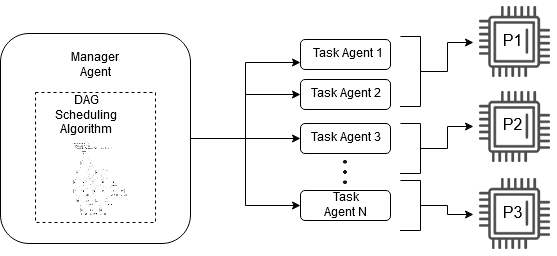 Manager
Agent
DAG
Scheduling
Algorithm
Task Agent 1
Task Agent 2
Task Agent 3
Task
Agent N
P1
P2
P3